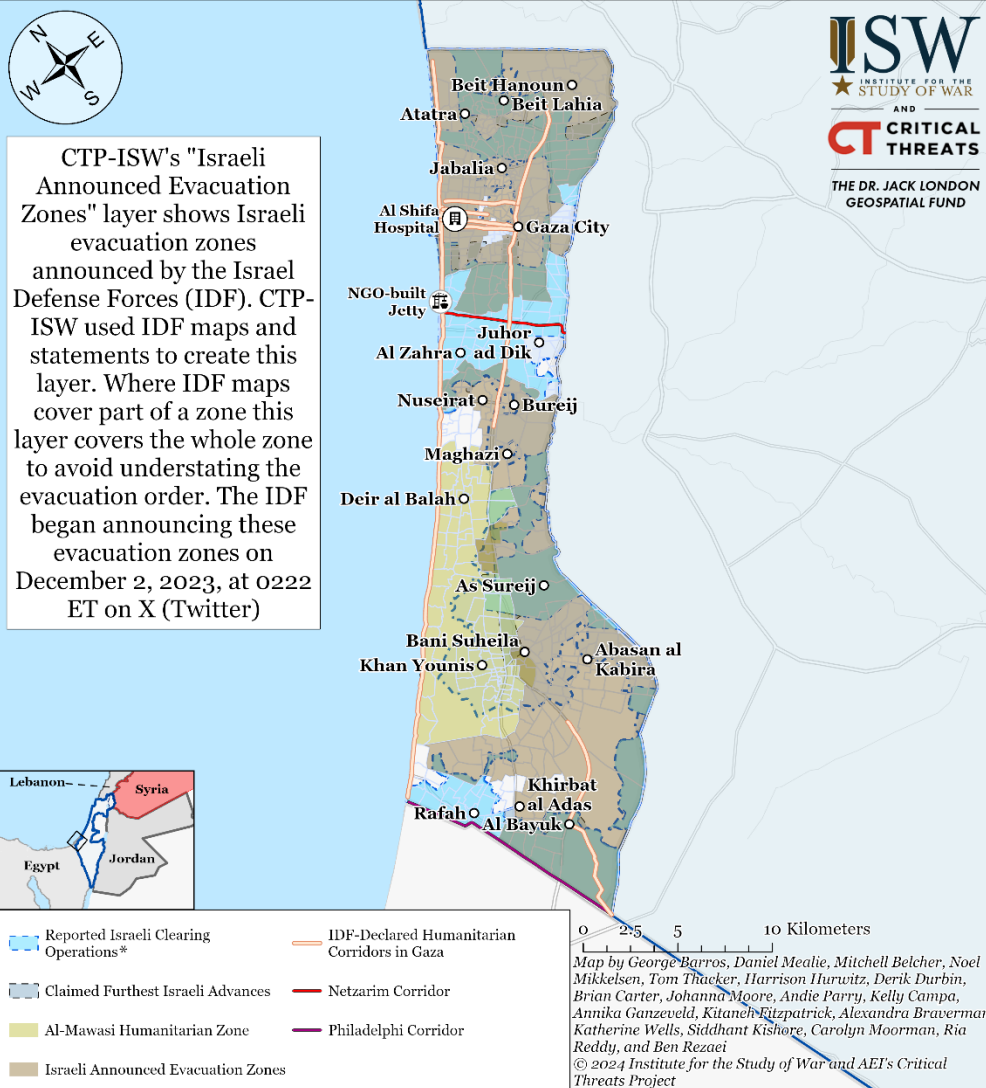 N
E
W
S
ISW
INSTITUTE FOR THE
STUDY OF WAR
AND
CT CRITICAL
THREATS
THE DR. JACK LONDON
GEOSPATIAL FUND
CTP-ISW's "Israeli
Announced Evacuation
Zones" layer shows Israeli
evacuation zones
announced by the Israel
Defense Forces (IDF). CTP-
ISW used IDF maps and
statements to create this
layer. Where IDF maps
cover part of a zone this
layer covers the whole zone
to avoid understating the
evacuation order. The IDF
began announcing these
evacuation zones on
December 2, 2023, at 0222
ET on X (Twitter)
Beit Hanoun
Beit Lahia
Atatra
Jabalia
Al Shifa
Hospital
Gaza City
NGO-built
Jetty
Juhor
ad Dik
Al Zahra
Nuseirat
Bureij
Maghazi
Deir al Balah
As Sureij
Bani Suheila
Abasan al
Kabira
Khan Younis
Khirbat
al Adas
Rafah
Al Bayuk
Lebanon
Syria
Egypt
Jordan
Reported Israeli Clearing
Operations*
Claimed Furthest Israeli Advances
Al-Mawasi Humanitarian Zone
Israeli Announced Evacuation Zones
IDF-Declared Humanitarian
Corridors in Gaza
Netzarim Corridor
Philadelphi Corridor
0 2.5 5 10 Kilometers
Map by George Barros, Daniel Mealie, Mitchell Belcher, Noel
Mikkelsen, Tom Thacker, Harrison Hurwitz, Derik Durbin,
Brian Carter, Johanna Moore, Andie Parry, Kelly Campa,
Annika Ganzeveld, Kitaneh Fitzpatrick, Alexandra Braverman
Katherine Wells, Siddhant Kishore, Carolyn Moorman, Ria
Reddy, and Ben Rezaei
© 2024 Institute for the Study of War and AEI's Critical
Threats Project